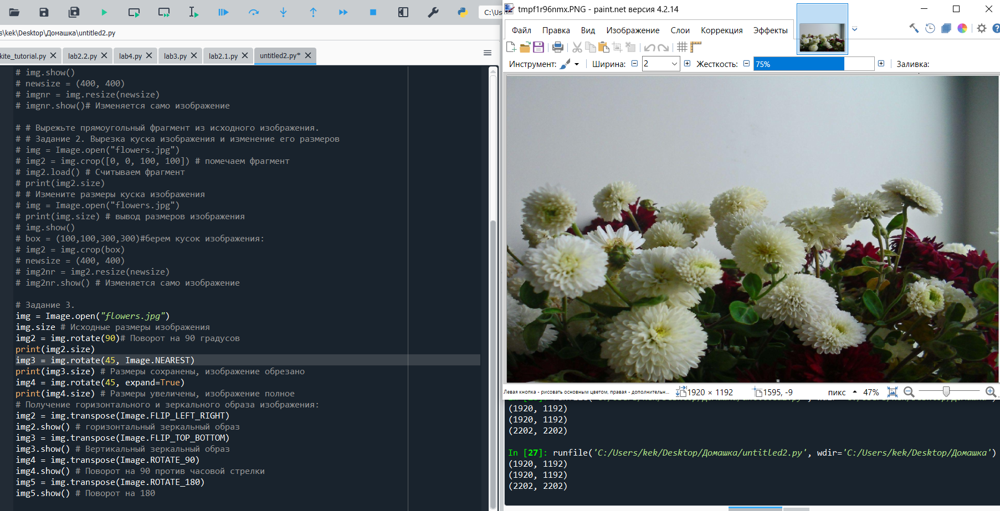 C:\Us
s\kek\Desktop\Домашка\untitled2.py
kite_tutorial.py
lab2.2.py
lab4.py
lab3.py
lab2.1.py
untitled2.py*
# img.show()
# newsize = (400, 400)
# imgnr = img.resize(newsize)
# imgnr.show()# Изменяется само изображение
# # Вырежьте прямоугольный фрагмент из исходного изображения.
# # Задание 2. Вырезка куска изображения и изменение его размеров
# img = Image.open("flowers.jpg")
# img2 = img.crop([0, 0, 100, 100]) # помечаем фрагмент
# img2.load() # Считываем фрагмент
# print(img2.size)
# # Измените размеры куска изображения
# img = Image.open("flowers.jpg")
# print(img.size) # вывод размеров изображения
# img.show()
# box = (100,100,300,300)#берем кусок изображения:
# img2 = img.crop(box)
# newsize = (400, 400)
# img2nr = img2.resize(newsize)
# img2nr.show() # Изменяется само изображение
# Задание 3.
img = Image.open("flowers.jpg")
img.size # Исходные размеры изображения
img2 = img.rotate(90)# Поворот на 90 градусов
print(img2.size)
img3 = img.rotate(45, Image.NEAREST)
print(img3.size) # Размеры сохранены, изображение обрезано
img4 = img.rotate(45, expand=True)
print(img4.size) # Размеры увеличены, изображение полное
# Получение горизонтального и зеркального образа изображения:
img2 = img.transpose(Image.FLIP_LEFT_RIGHT)
img2.show() # горизонтальный зеркальный образ
img3 = img.transpose(Image.FLIP_TOP_BOTTOM)
img3.show() # Вертикальный зеркальный образ
img4 = img.transpose(Image.ROTATE_90)
img4.show() # Поворот на 90 против часовой стрелки
img5 = img.transpose(Image.ROTATE_180)
img5.show() # Поворот на 180
tmpf1r96nmx.PNG - paint.net версия 4.2.14
Файл Правка Вид Изображение Слои Коррекция Эффекты
Инструмент: Ширина: 2 Жесткость: 75% Заливка:
Левая кнопка - рисовать основным цветом, правая - дополнительн... 1920 × 1192 1595, -9 пикс 47%
(1920, 1192)
(1920, 1192)
(2202, 2202)
In [27]: runfile('C:/Users/kek/Desktop/Домашка/untitled2.py', wdir='C:/Users/kek/Desktop/Домашка')
(1920, 1192)
(1920, 1192)
(2202, 2202)